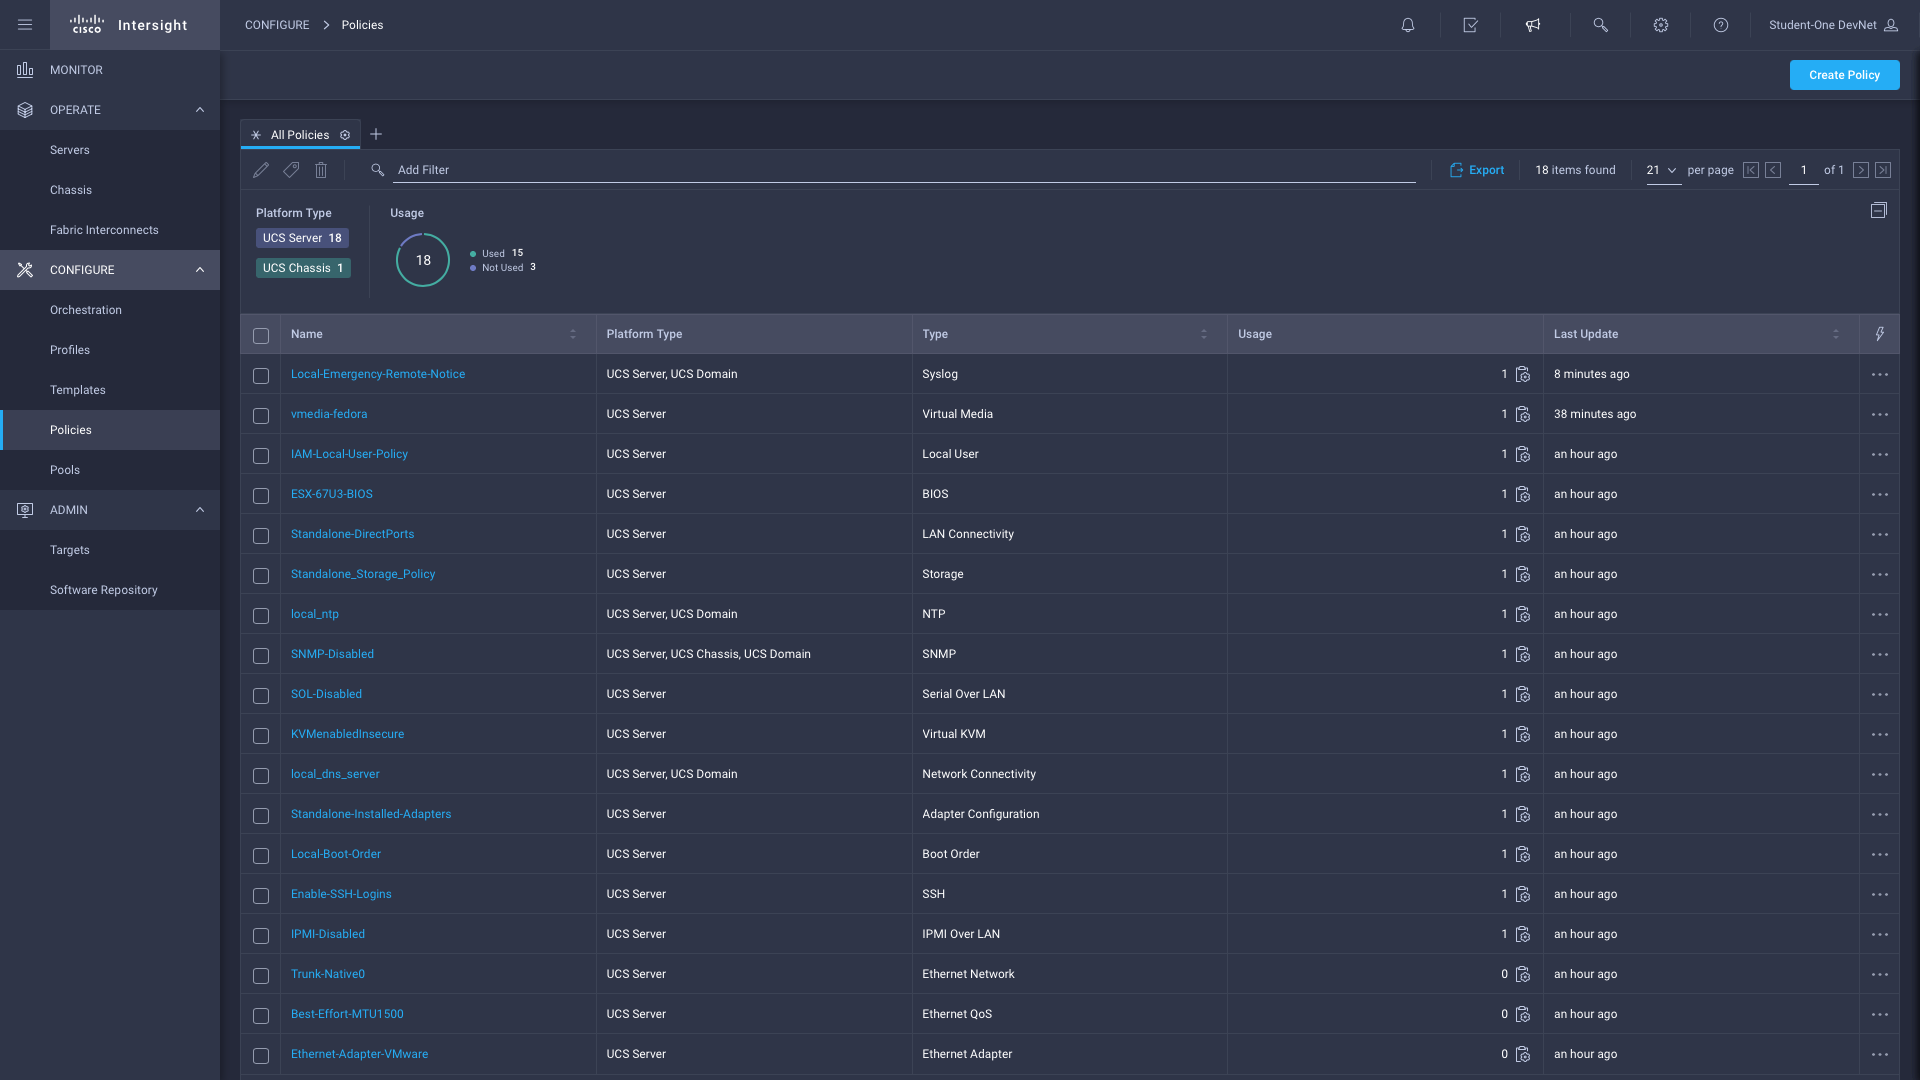 cisco Intersight
CONFIGURE > Policies
Student-One DevNet
MONITOR
OPERATE
Servers
Chassis
Fabric Interconnects
CONFIGURE
Orchestration
Profiles
Templates
Policies
Pools
ADMIN
Targets
Software Repository
Create Policy
All Policies
Add Filter
Export 18 items found 21 per page 1 of 1
Platform Type
UCS Server 18
UCS Chassis 1
Usage
18
Used 15
Not Used 3
Name Platform Type Type Usage Last Update
Local-Emergency-Remote-Notice UCS Server, UCS Domain Syslog 1 8 minutes ago
vmedia-fedora UCS Server Virtual Media 1 38 minutes ago
IAM-Local-User-Policy UCS Server Local User 1 an hour ago
ESX-67U3-BIOS UCS Server BIOS 1 an hour ago
Standalone-DirectPorts UCS Server LAN Connectivity 1 an hour ago
Standalone_Storage_Policy UCS Server Storage 1 an hour ago
local_ntp UCS Server, UCS Domain NTP 1 an hour ago
SNMP-Disabled UCS Server, UCS Chassis, UCS Domain SNMP 1 an hour ago
SOL-Disabled UCS Server Serial Over LAN 1 an hour ago
KVMenabledInsecure UCS Server Virtual KVM 1 an hour ago
local_dns_server UCS Server, UCS Domain Network Connectivity 1 an hour ago
Standalone-Installed-Adapters UCS Server Adapter Configuration 1 an hour ago
Local-Boot-Order UCS Server Boot Order 1 an hour ago
Enable-SSH-Logins UCS Server SSH 1 an hour ago
IPMI-Disabled UCS Server IPMI Over LAN 1 an hour ago
Trunk-Native0 UCS Server Ethernet Network 0 an hour ago
Best-Effort-MTU1500 UCS Server Ethernet QoS 0 an hour ago
Ethernet-Adapter-VMware UCS Server Ethernet Adapter 0 an hour ago